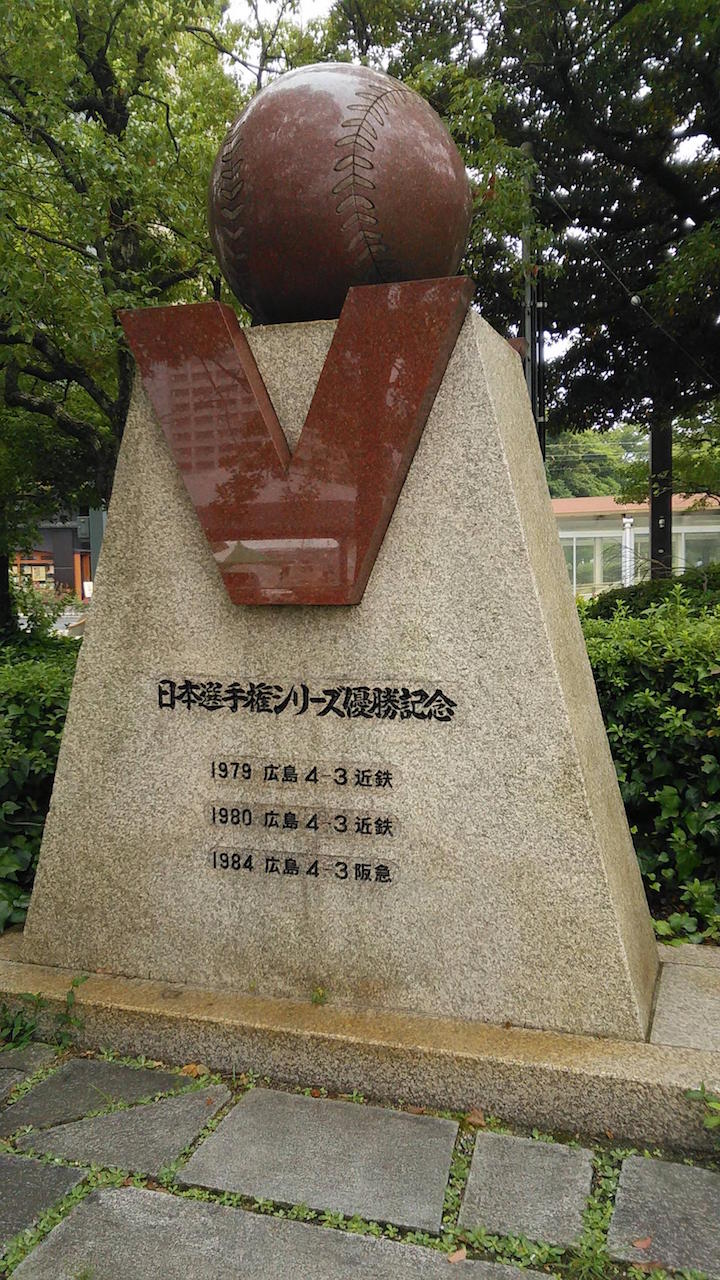 V
日本選手権シリーズ優勝記念
1979 広島 4-3 近鉄
1980 広島 4-3 近鉄
1984 広島 4-3 阪急